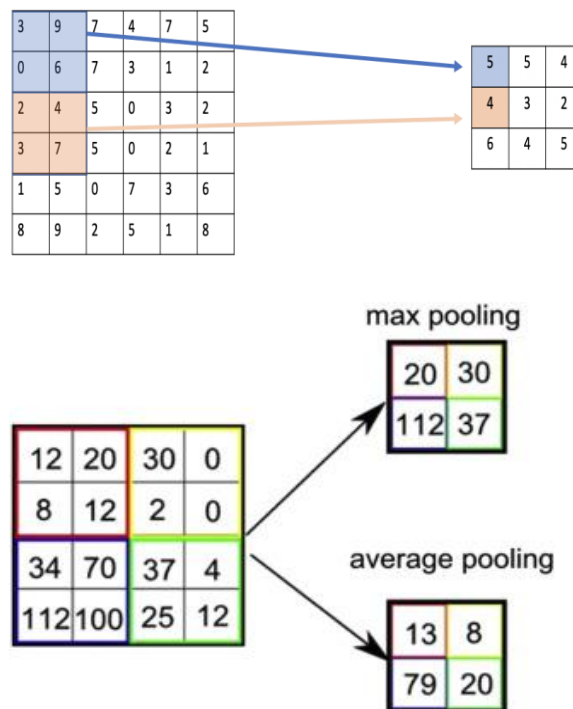 3 9 7 4 7 5
0 6 7 3 1 2
2 4 5 0 3 2
3 7 5 0 2 1
1 5 0 7 3 6
8 9 2 5 1 8
5 5 4
4 3 2
6 4 5
max pooling
20 30
112 37
12 20 30 0
8 12 2 0
34 70 37 4
112 100 25 12
average pooling
13 8
79 20